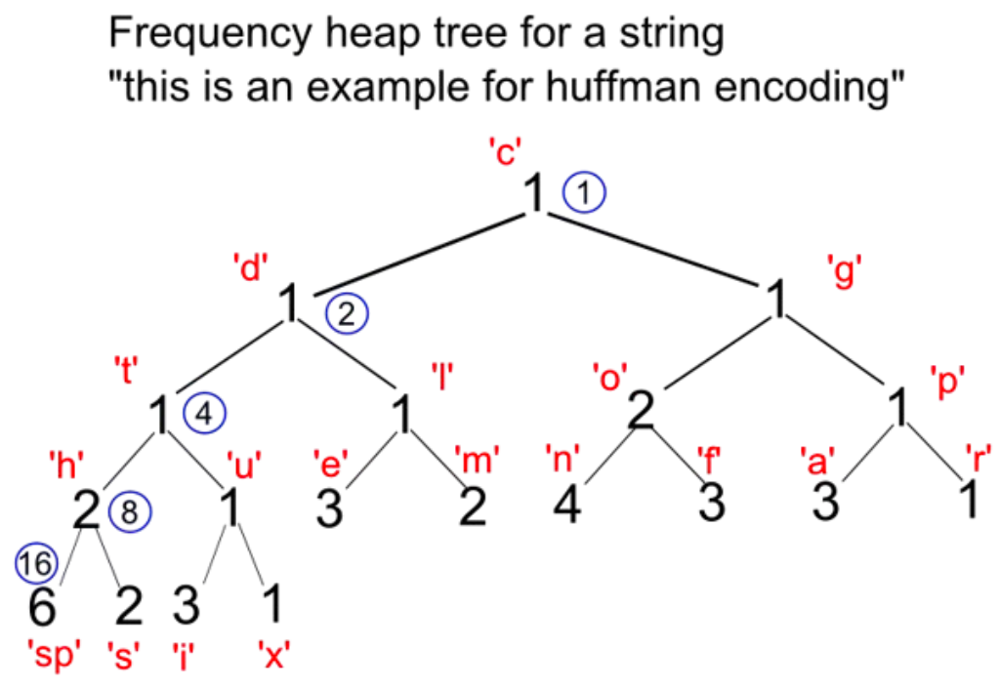 Frequency heap tree for a string
"this is an example for huffman encoding"
'c'
1 1
'd' 'g'
1 2 1
't' 'l' 'o' 'p'
1 4 1 2 1
'h' 'u' 'e' 'm' 'n' 'f' 'a' 'r'
2 8 1 3 2 4 3 3 1
16
6 2 3 1
'sp' 's' 'i' 'x'